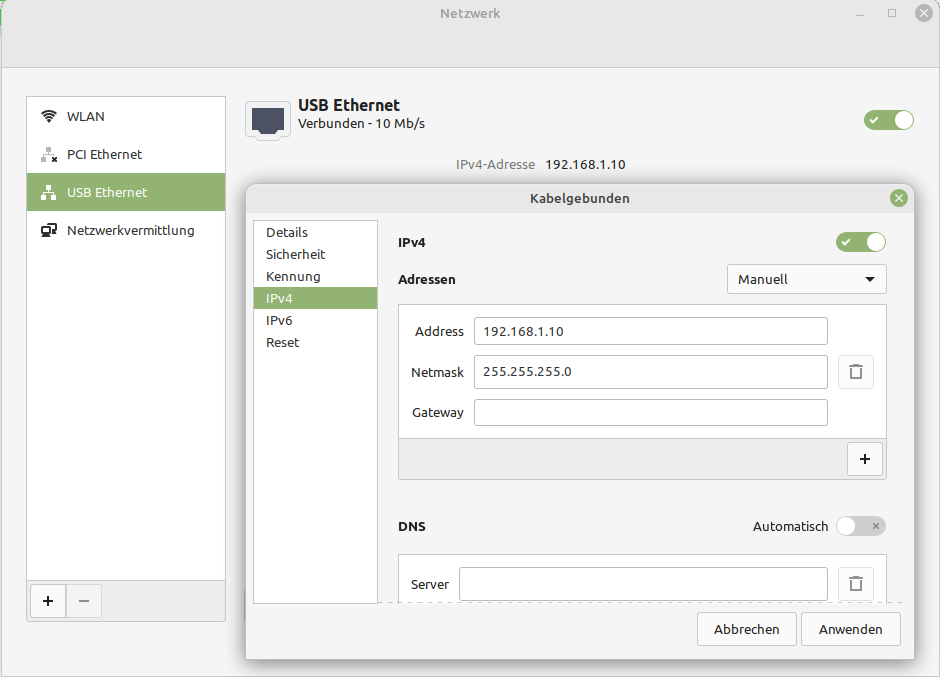 Netzwerk
WLAN
PCI Ethernet
USB Ethernet
Netzwerkvermittlung
USB Ethernet
Verbunden - 10 Mb/s
IPv4-Adresse 192.168.1.10
Kabelgebunden
Details
Sicherheit
Kennung
IPv4
IPv6
Reset
IPv4
Adressen Manuell
Address 192.168.1.10
Netmask 255.255.255.0
Gateway
DNS Automatisch
Server
Abbrechen Anwenden